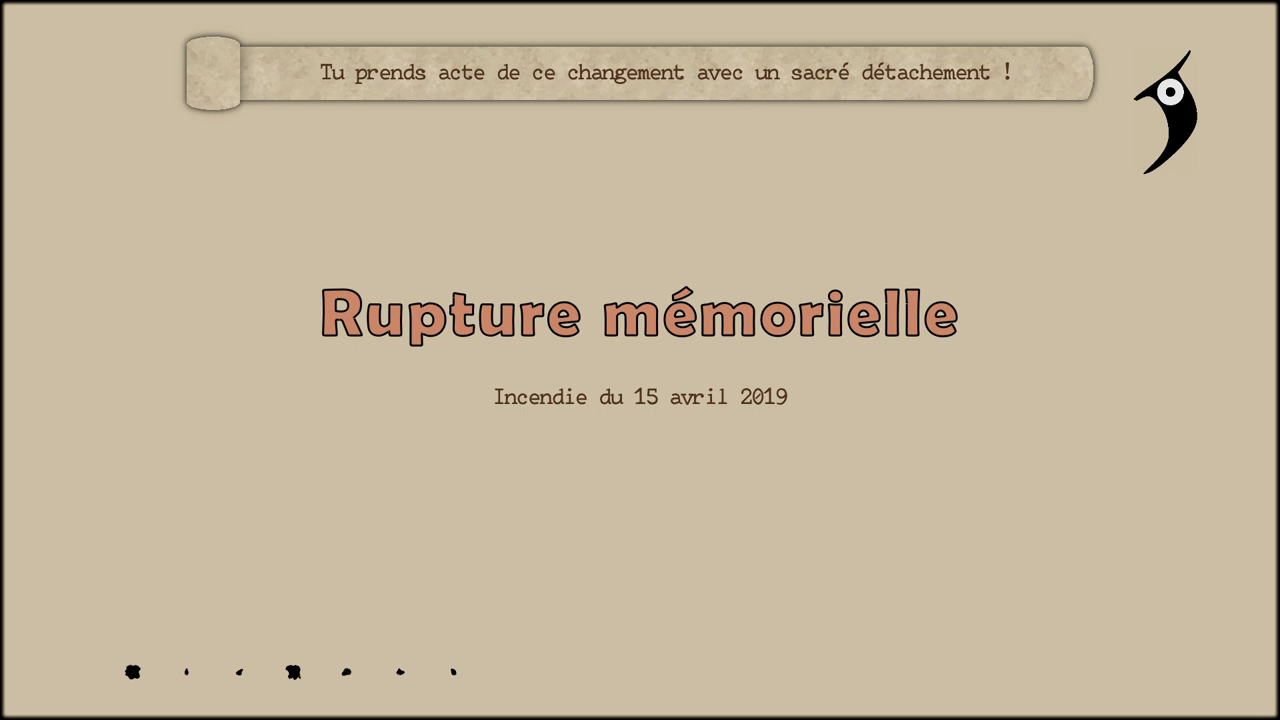 Tu prends acte de ce changement avec un sacré détachement !
Rupture mémorielle
Incendie du 15 avril 2019